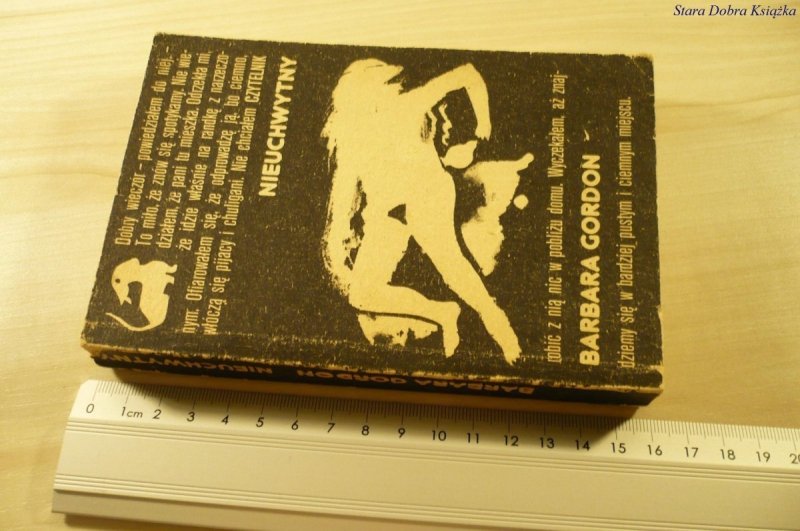 Stara Dobra Książka
Dobry wieczór – powiedziałem do niej.
To miło, że znów się spotykamy. Nie wie-
działem, że pani tu mieszka. Odrzekła mi
że idzie właśnie na randkę z narzeczo-
nym. Ofiarowałem się, że odprowadzę ją, bo ciemno,
włóczą się pijacy i chuligani. Nie chciałem CZYTELNIK
NIEUCHWYTNY
robić z nią nic w pobliżu domu. Wyczekałem, aż znaj-
BARBARA GORDON
dziemy się w bardziej pustym i ciemnym miejscu.
BARBARA GORDON NIEUCHWYTNY
0 1cm 2 3 4 5 6 7 8 9 10 11 12 13 14 15 16 17 18 19 20